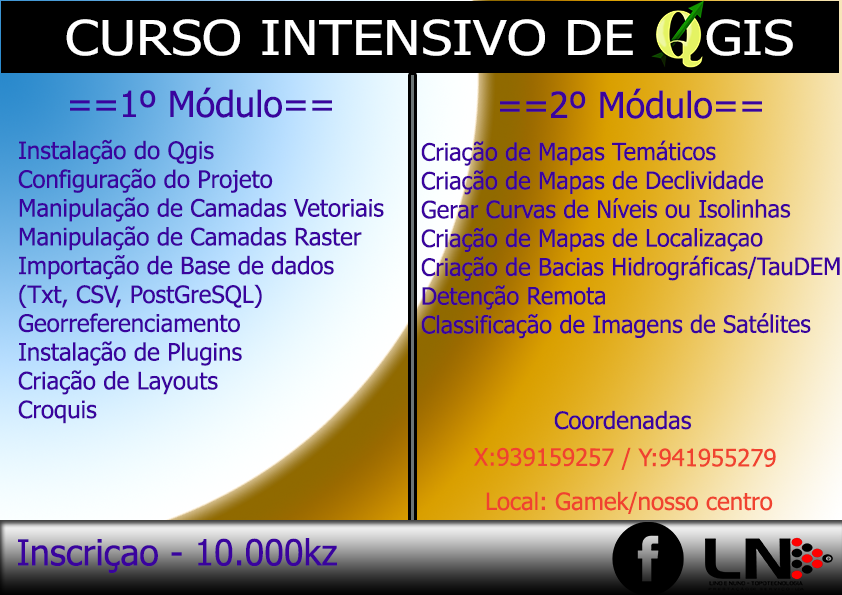 CURSO INTENSIVO DE QGIS
==1º Módulo==
Instalação do Qgis
Configuração do Projeto
Manipulação de Camadas Vetoriais
Manipulação de Camadas Raster
Importação de Base de dados
(Txt, CSV, PostGreSQL)
Georreferenciamento
Instalação de Plugins
Criação de Layouts
Croquis
==2º Módulo==
Criação de Mapas Temáticos
Criação de Mapas de Declividade
Gerar Curvas de Níveis ou Isolinhas
Criação de Mapas de Localizaçao
Criação de Bacias Hidrográficas/TauDEM
Detenção Remota
Classificação de Imagens de Satélites
Coordenadas
X:939159257 / Y:941955279
Local: Gamek/nosso centro
Inscriçao - 10.000kz
f
LN